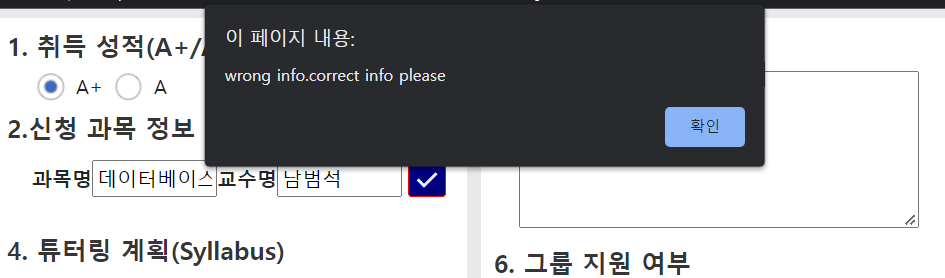 이 페이지 내용:
wrong info.correct info please
확인
1. 취득 성적(A+/
A+ A
2.신청 과목 정보
과목명 데이터베이스 교수명 남범석
4. 튜터링 계획(Syllabus)
6. 그룹 지원 여부